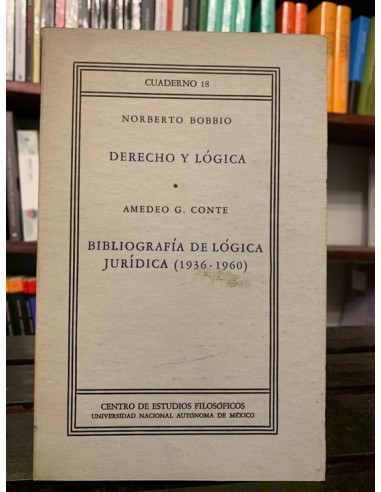 CUADERNO 18
NORBERTO BOBBIO
DERECHO Y LÓGICA
*
AMEDEO G. CONTE
BIBLIOGRAFÍA DE LÓGICA
JURÍDICA (1936-1960)
CENTRO DE ESTUDIOS FILOSÓFICOS
UNIVERSIDAD NACIONAL AUTÓNOMA DE MÉXICO